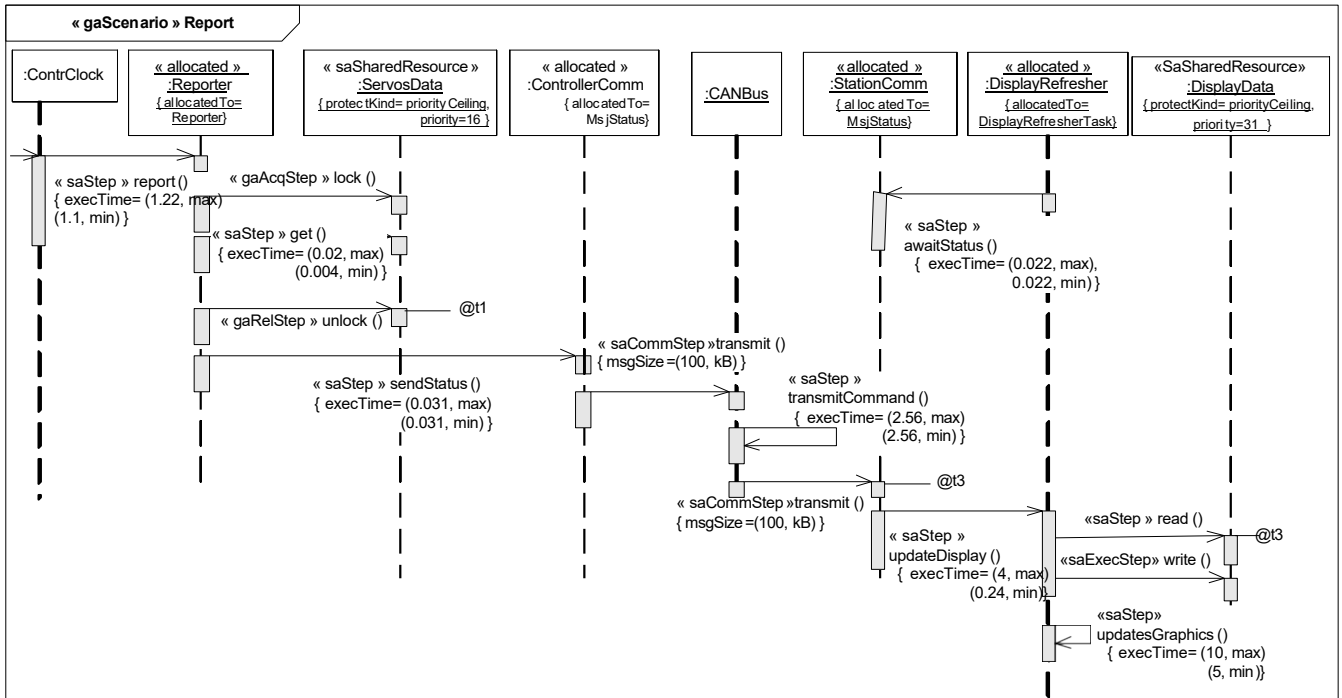 « gaScenario » Report
:ContrClock
« allocated »
:Reporter
{ allocatedTo=
Reporter}
« saSharedResource »
:ServosData
{ protectKind= priorityCeiling,
priority=16 }
« allocated »
:ControllerComm
{ allocatedTo=
MsjStatus}
:CANBus
« allocated »
:StationComm
{ allocatedTo=
MsjStatus}
« allocated »
:DisplayRefresher
{ allocatedTo=
DisplayRefresherTask}
«SaSharedResource»
:DisplayData
{ protectKind= priorityCeiling,
priority=31 }
« saStep » report()
{ execTime= (1.22, max)
(1.1, min) }
« gaAcqStep » lock ()
« saStep » get ()
{ execTime= (0.02, max)
(0.004, min) }
« saStep »
awaitStatus ()
{ execTime= (0.022, max),
0.022, min) }
@t1
« gaRelStep » unlock ()
« saCommStep »transmit ()
{ msgSize =(100, kB) }
« saStep » sendStatus()
{ execTime= (0.031, max)
(0.031, min) }
« saStep »
transmitCommand ()
{ execTime= (2.56, max)
(2.56, min) }
@t3
« saCommStep »transmit ()
{ msgSize =(100, kB) }
« saStep »
updateDisplay ()
{ execTime= (4, max)
(0.24, min)}
«saStep » read ()
@t3
«saExecStep» write ()
«saStep»
updatesGraphics ()
{ execTime= (10, max)
(5, min)}